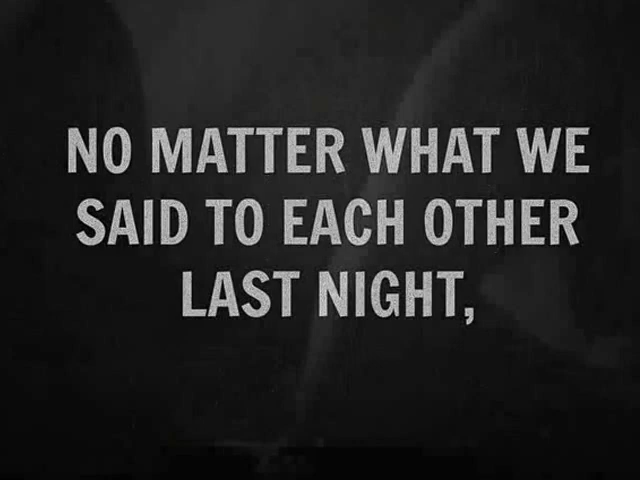 NO MATTER WHAT WE
SAID TO EACH OTHER
LAST NIGHT,